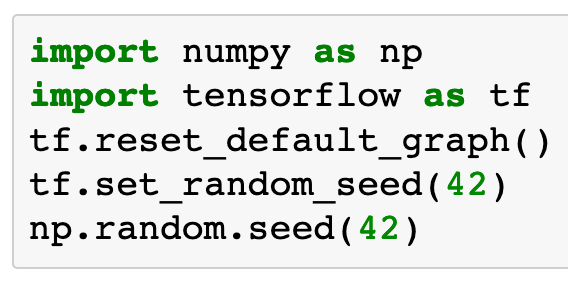 import numpy as np
import tensorflow as tf
tf.reset_default_graph()
tf.set_random_seed(42)
np.random.seed(42)